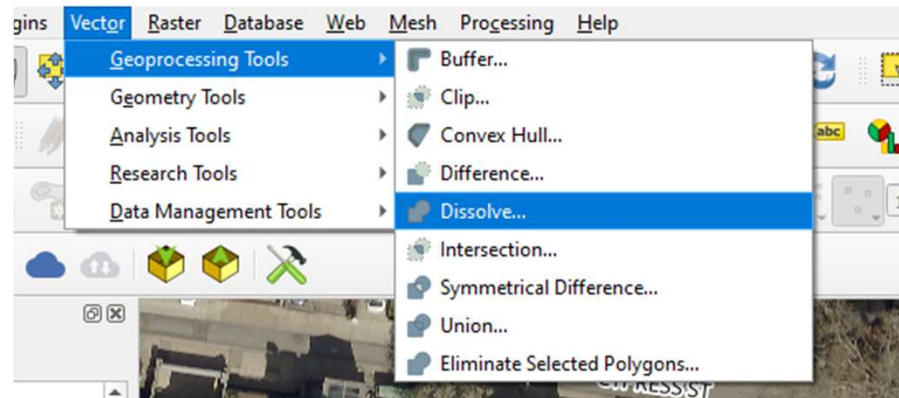 gins Vector Raster Database Web Mesh Processing Help
Geoprocessing Tools
Geometry Tools
Analysis Tools
Research Tools
Data Management Tools
Buffer...
Clip...
Convex Hull...
Difference...
Dissolve...
Intersection...
Symmetrical Difference...
Union...
Eliminate Selected Polygons...
abc